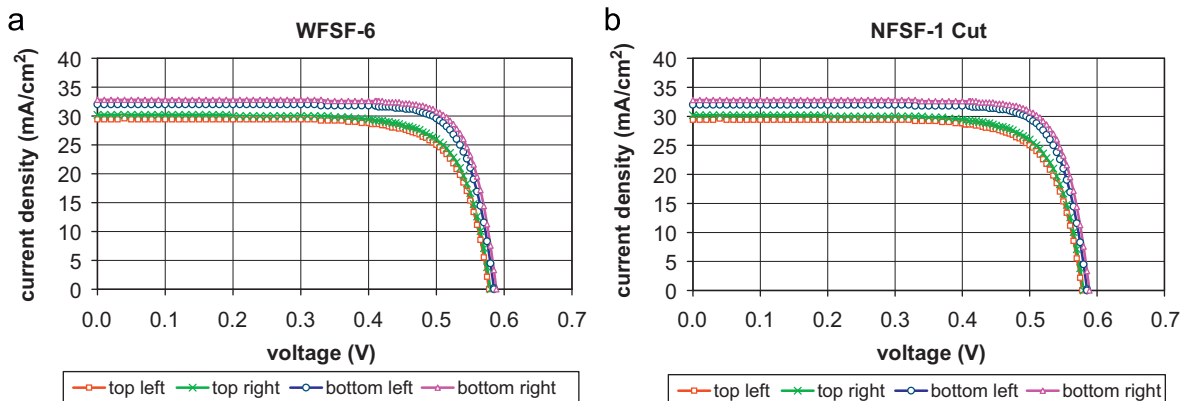 a
WFSF-6
current density (mA/cm²)
40
35
30
25
20
15
10
5
0
0.0 0.1 0.2 0.3 0.4 0.5 0.6 0.7
voltage (V)
top left top right bottom left bottom right
b
NFSF-1 Cut
current density (mA/cm²)
40
35
30
25
20
15
10
5
0
0.0 0.1 0.2 0.3 0.4 0.5 0.6 0.7
voltage (V)
top left top right bottom left bottom right